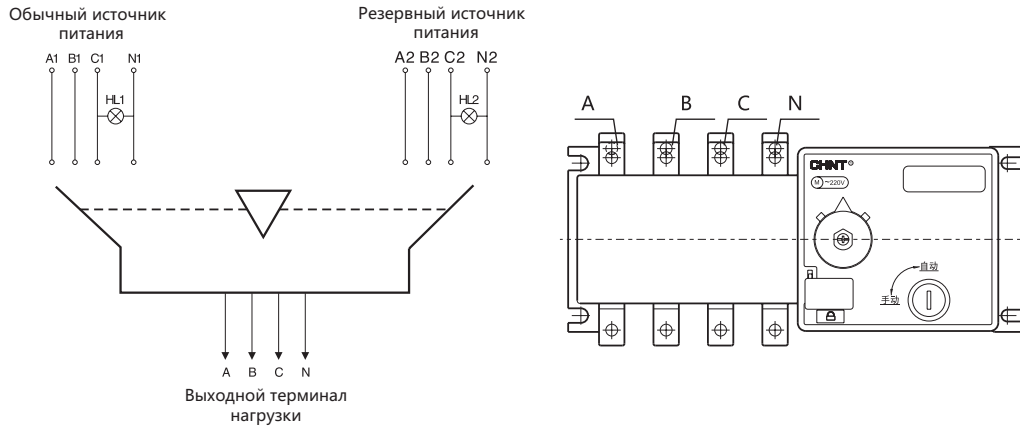 Обычный источник
питания
A1 B1 C1 N1
HL1
Резервный источник
питания
A2 B2 C2 N2
HL2
A B C N
Выходной терминал
нагрузки
A B C N
CHNT®
M ~220V
自动
手动